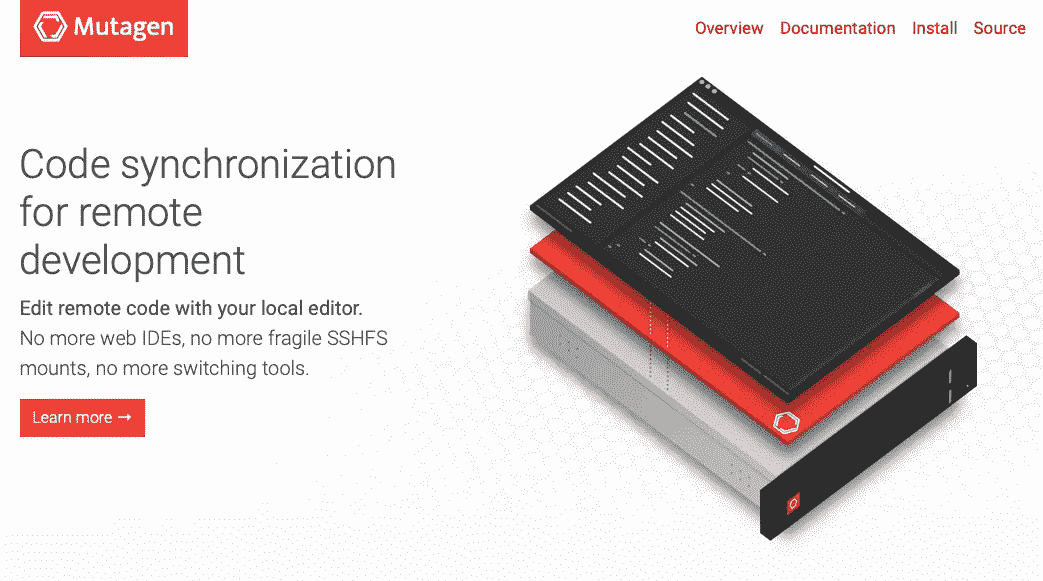 Mutagen
Overview Documentation Install Source
Code synchronization
for remote
development
Edit remote code with your local editor.
No more web IDEs, no more fragile SSHFS
mounts, no more switching tools.
Learn more →